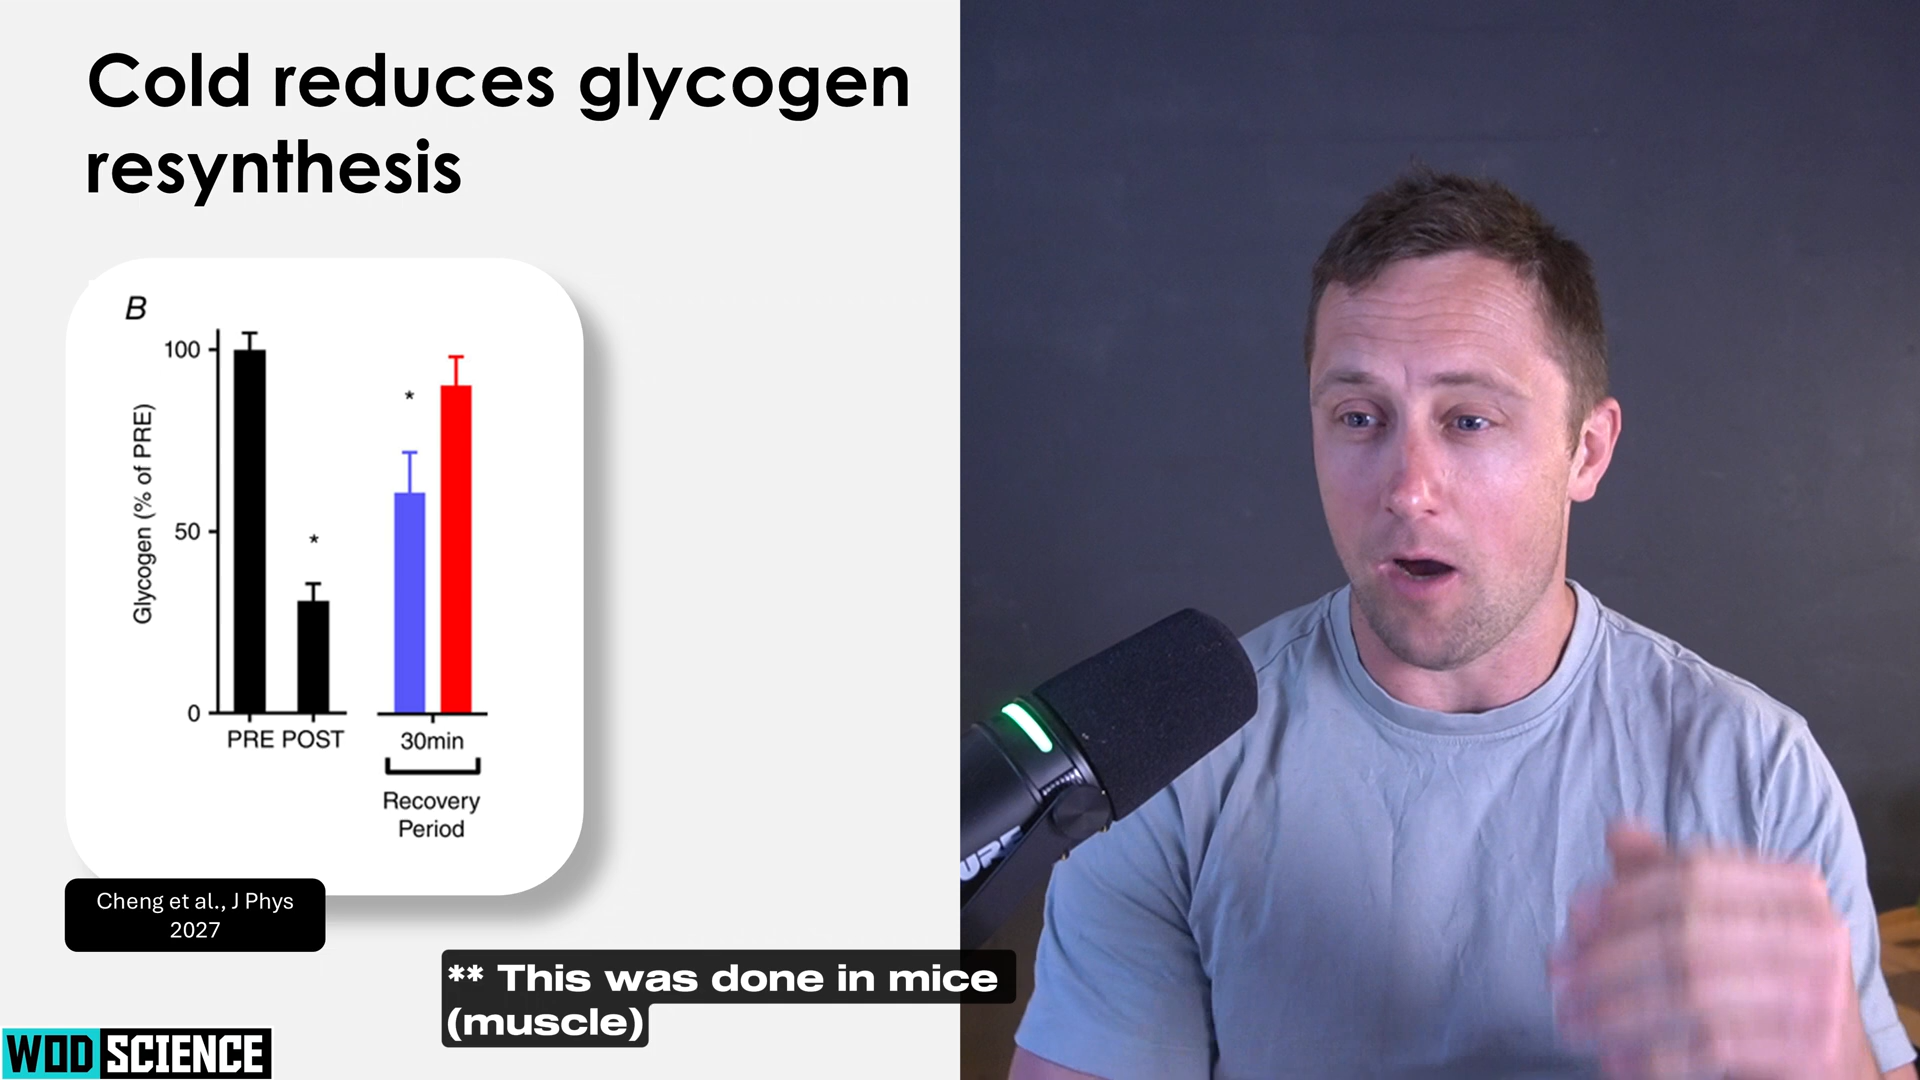 Cold reduces glycogen
resynthesis
B
100
50
0
Glycogen (% of PRE)
*
*
PRE POST
30min
Recovery
Period
Cheng et al., J Phys
2027
** This was done in mice
(muscle)
WOD SCIENCE